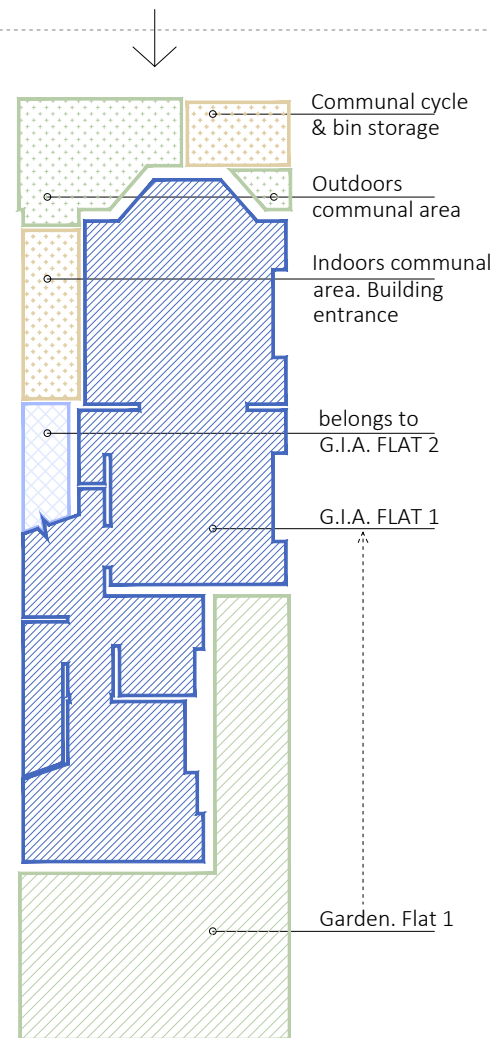 Communal cycle
& bin storage
Outdoors
communal area
Indoors communal
area. Building
entrance
belongs to
G.I.A. FLAT 2
G.I.A. FLAT 1
Garden. Flat 1